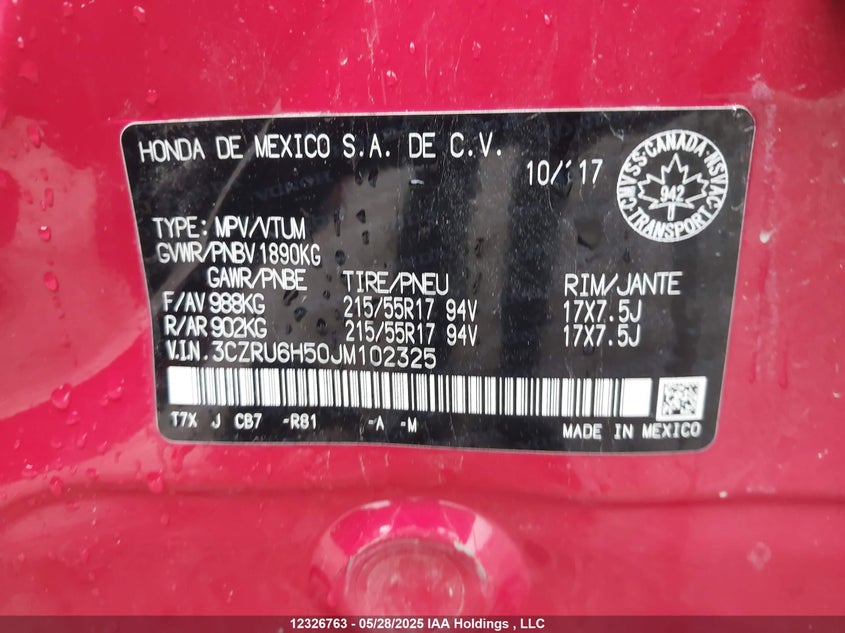 HONDA DE MEXICO S.A. DE C.V.
10/17
CANADA
CMVSS NSVAC
942
TRANSPORT
TYPE: MPV/VTUM
GVWR/PNBV 1890KG
GAWR/PNBE TIRE/PNEU RIM/JANTE
F/AV 988KG 215/55R17 94V 17X7.5J
R/AR 902KG 215/55R17 94V 17X7.5J
V.I.N. 3CZRU6H50JM102325
T7X J CB7 -R81 -A -M
MADE IN MEXICO
12326763 - 05/28/2025 IAA Holdings , LLC